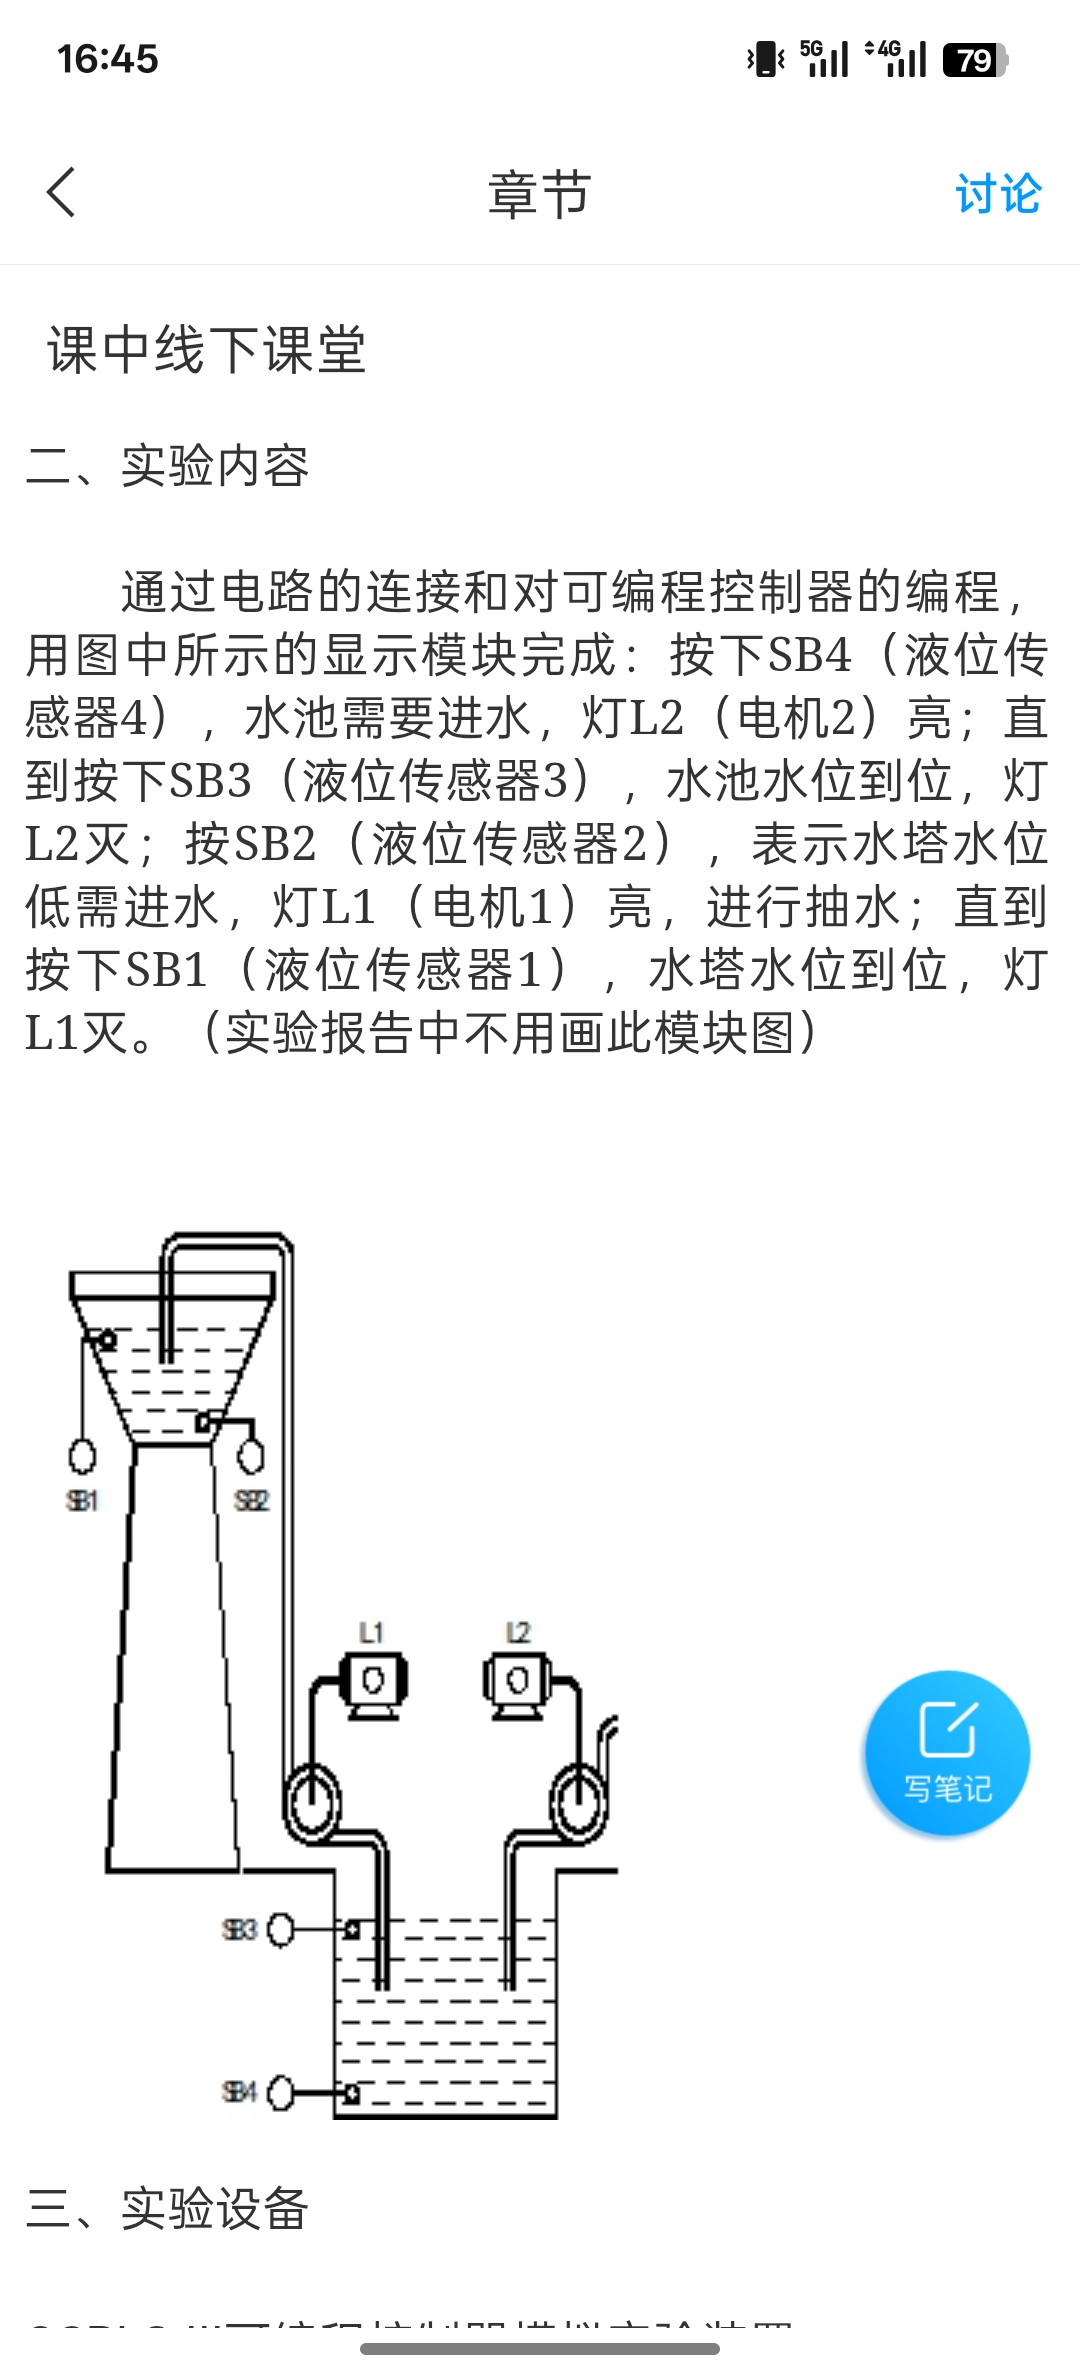 16:45
5G
4G
79
章节
讨论
课中线下课堂
二、实验内容
通过电路的连接和对可编程控制器的编程，
用图中所示的显示模块完成：按下SB4（液位传
感器4），水池需要进水，灯L2（电机2）亮；直
到按下SB3（液位传感器3），水池水位到位，灯
L2灭；按SB2（液位传感器2），表示水塔水位
低需进水，灯L1（电机1）亮，进行抽水；直到
按下SB1（液位传感器1），水塔水位到位，灯
L1灭。（实验报告中不用画此模块图）
SB1
SB2
L1
L2
写笔记
SB3
SB4
三、实验设备